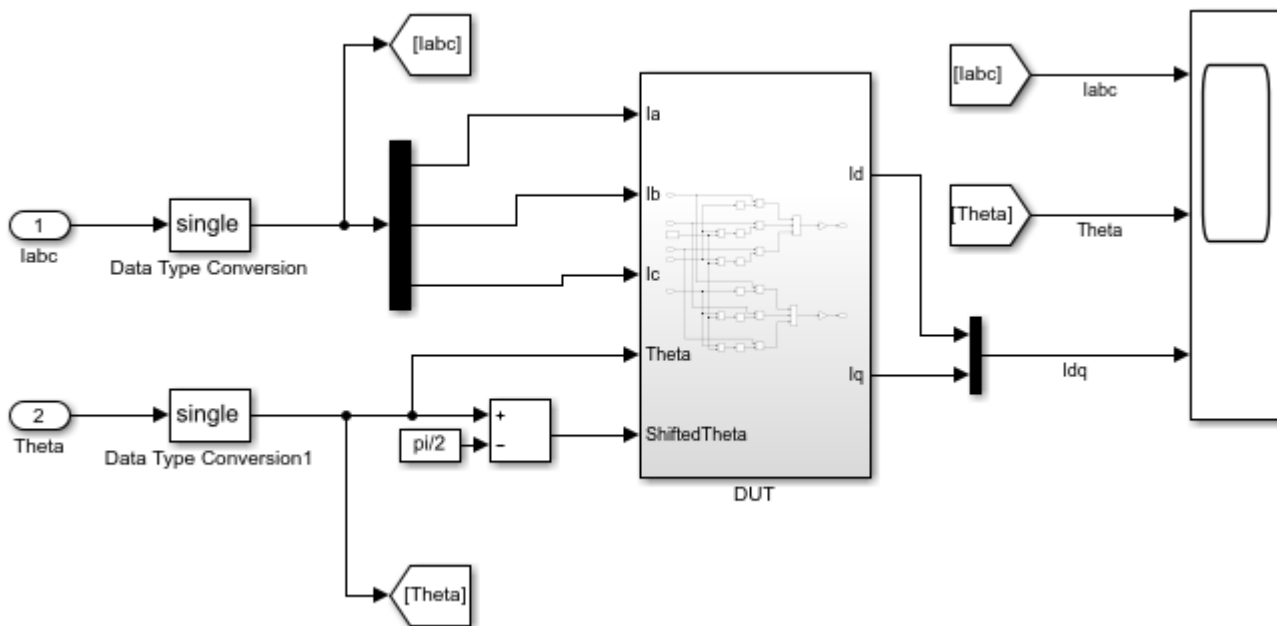 [Iabc]
1
Iabc
single
Data Type Conversion
Ia
Ib
Ic
Theta
ShiftedTheta
Id
Iq
DUT
2
Theta
single
Data Type Conversion1
pi/2
+
−
[Theta]
[Iabc]
Iabc
[Theta]
Theta
Idq